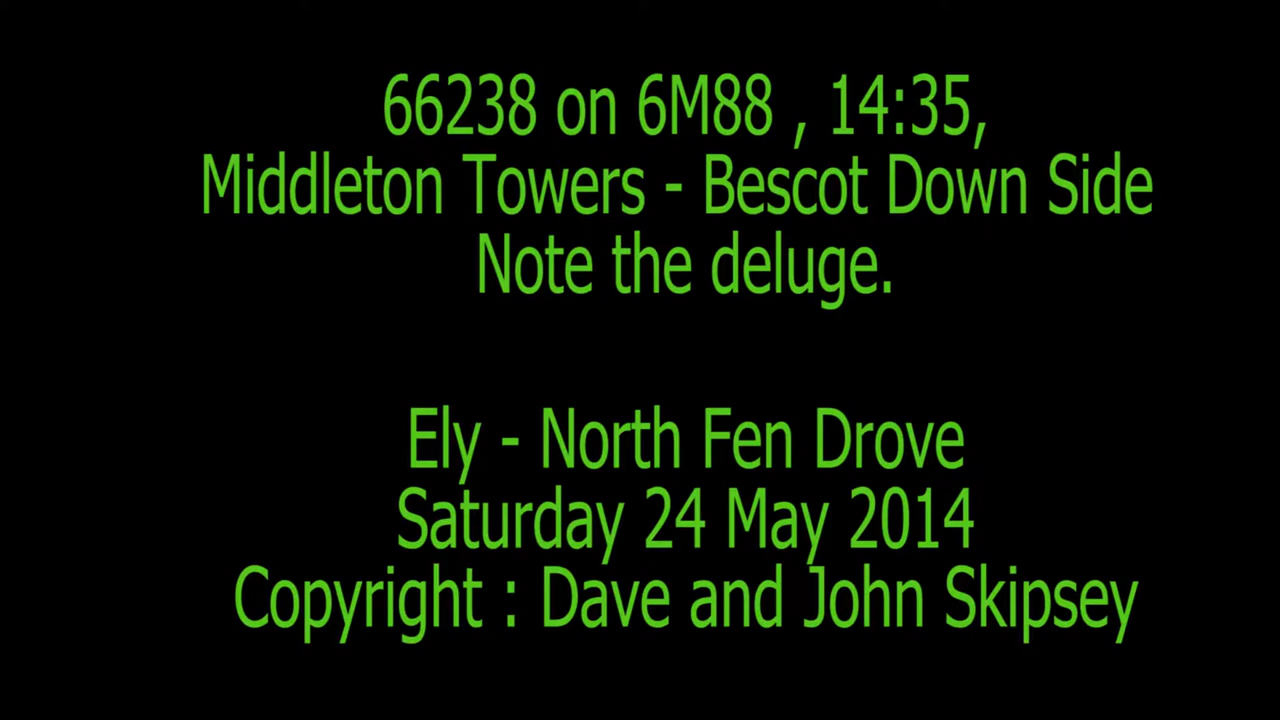 66238 on 6M88 , 14:35,
Middleton Towers - Bescot Down Side
Note the deluge.
Ely - North Fen Drove
Saturday 24 May 2014
Copyright : Dave and John Skipsey